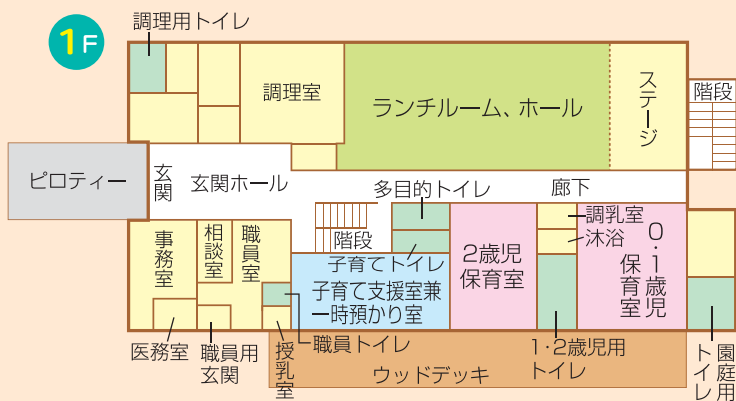 1F
調理用トイレ
調理室
ランチルーム、ホール
ステージ
階段
ピロティー
玄関
玄関ホール
多目的トイレ
廊下
調乳室
沐浴
階段
子育てトイレ
事務室
相談室
職員室
2歳児
保育室
0・1歳児
保育室
子育て支援室兼
一時預かり室
医務室
職員用
玄関
授乳室
職員トイレ
ウッドデッキ
1・2歳児用
トイレ
園庭用
トイレ